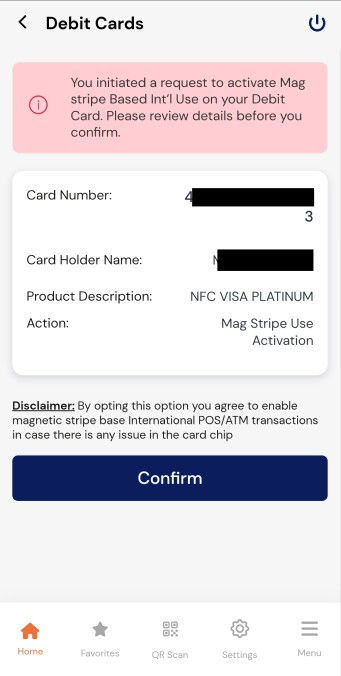 Debit Cards
You initiated a request to activate Mag
stripe Based Int'l Use on your Debit
Card. Please review details before you
confirm.
Card Number: 4
3
Card Holder Name:
Product Description: NFC VISA PLATINUM
Action: Mag Stripe Use
Activation
Disclaimer: By opting this option you agree to enable
magnetic stripe base International POS/ATM transactions
in case there is any issue in the card chip
Confirm
Home Favorites QR Scan Settings Menu